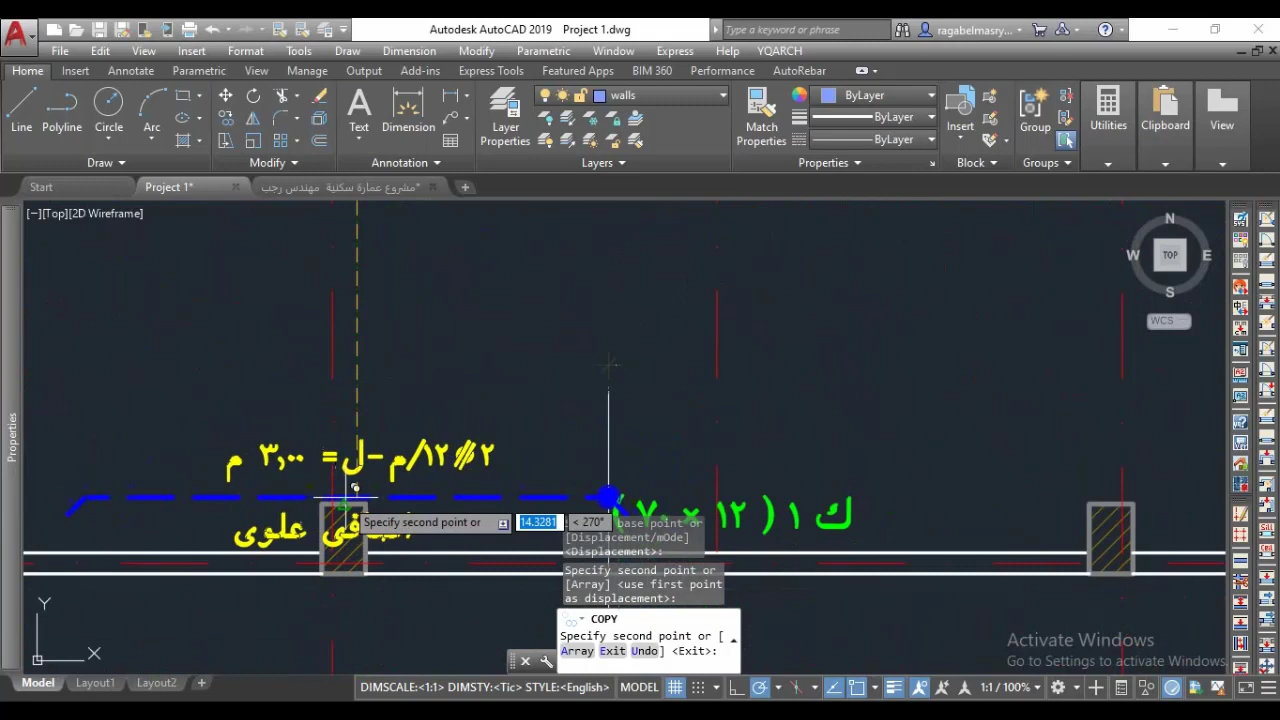 Autodesk AutoCAD 2019 Project 1.dwg
Type a keyword or phrase
ragabelmasry...
File Edit View Insert Format Tools Draw Dimension Modify Parametric Window Express Help YQARCH
Home Insert Annotate Parametric View Manage Output Add-ins Express Tools Featured Apps BIM 360 Performance AutoRebar
walls
ByLayer
ByLayer
ByLayer
Line Polyline Circle Arc
Text Dimension
Layer Properties
Match Properties
Insert
Group
Utilities
Clipboard
View
Draw Modify Annotation Layers Properties Block Groups
Start
Project 1*
مشروع عمارة سكنية مهندس رجب*
[−][Top][2D Wireframe]
N
W TOP E
S
WCS
Properties
٢#١٢/م-ل= ٣,٠٠ م
ك ١ (١٢ × ٧٠)
علوى
Specify second point or
14.3281
< 270°
base point or
[Displacement/mOde]
<Displacement>:
Specify second point or
[Array] <use first point
as displacement>:
COPY
Specify second point or [
Array Exit Undo] <Exit>:
Y
X
Activate Windows
Go to Settings to activate Windows.
Model Layout1 Layout2
DIMSCALE:<1:1> DIMSTY:<Tic> STYLE:<English>
MODEL
1:1 / 100%